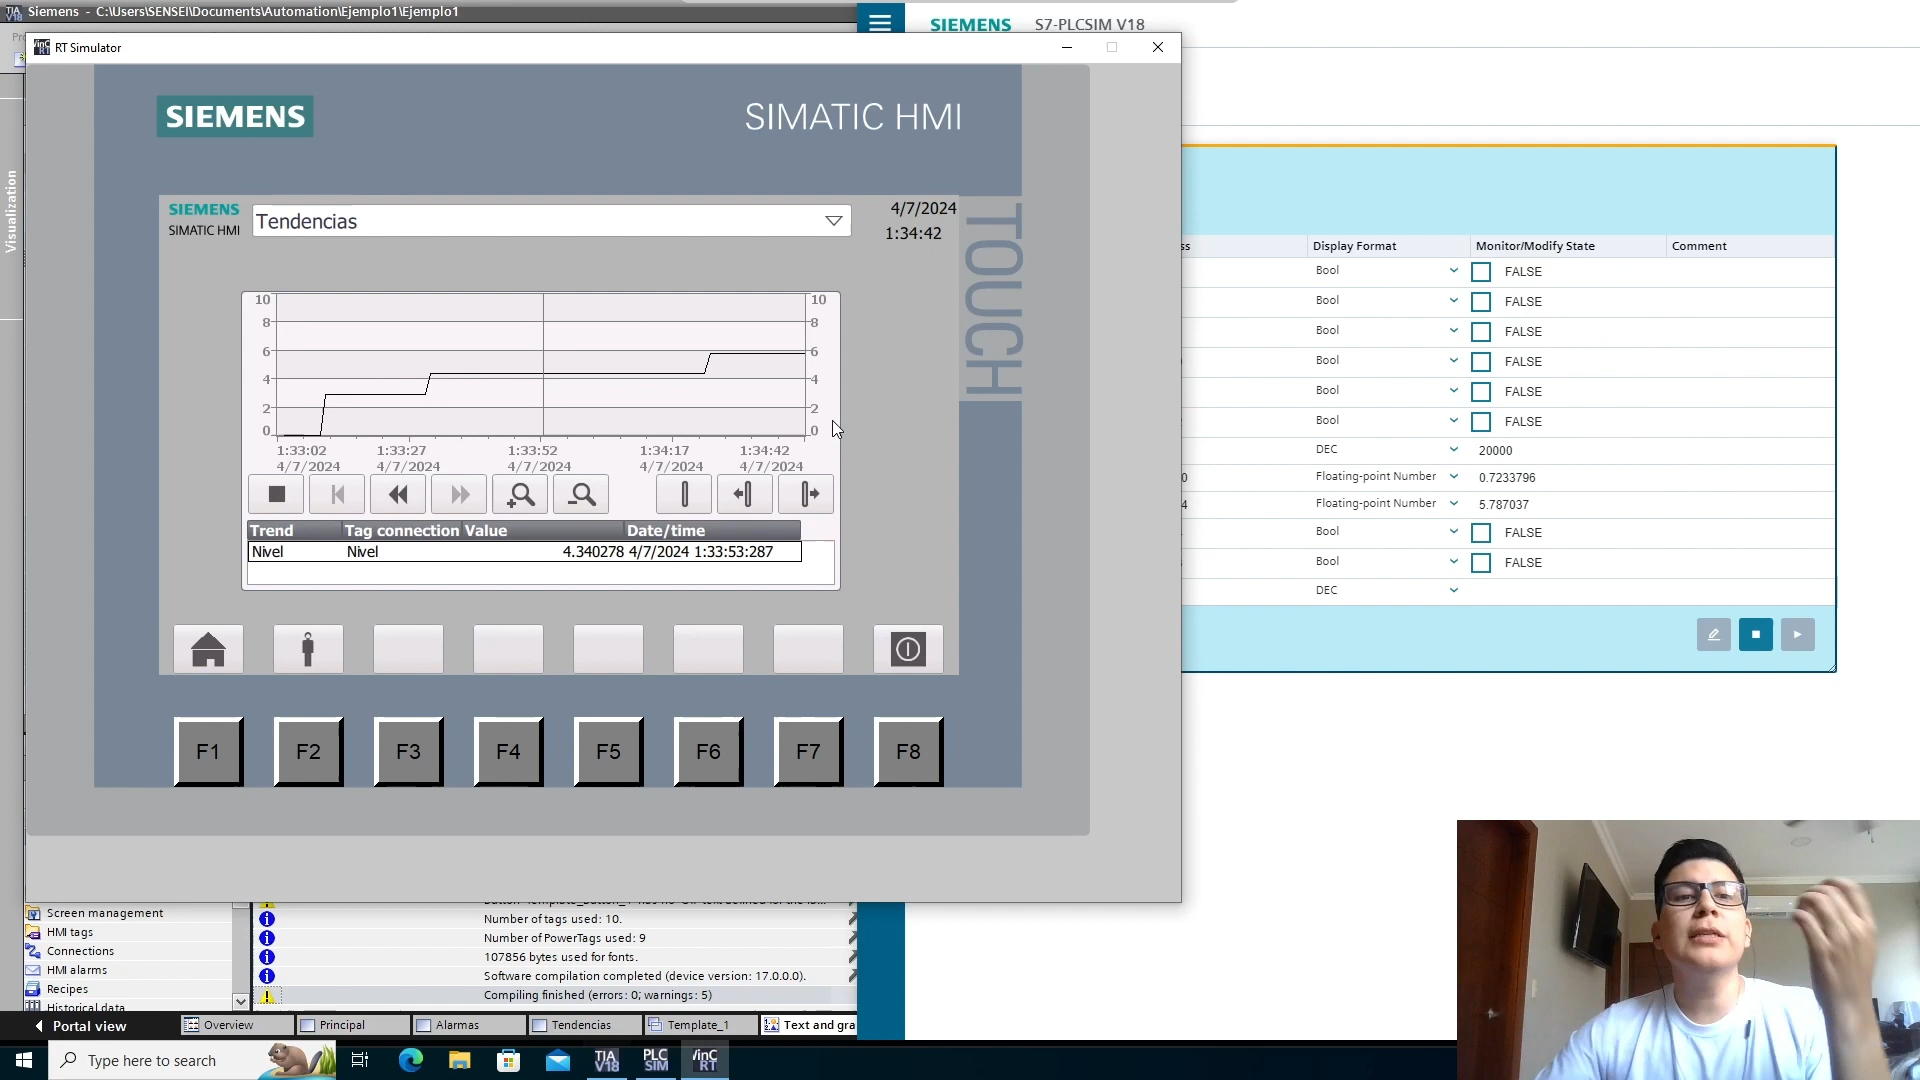 Siemens - C:\Users\SENSEI\Documents\Automation\Ejemplo1\Ejemplo1
SIEMENS S7-PLCSIM V18
RT Simulator
SIEMENS
SIMATIC HMI
Visualization
SIEMENS
SIMATIC HMI
Tendencias
4/7/2024
1:34:42
TOUCH
10 10
8 8
6 6
4 4
2 2
0 0
1:33:02 1:33:27 1:33:52 1:34:17 1:34:42
4/7/2024 4/7/2024 4/7/2024 4/7/2024 4/7/2024
Trend Tag connection Value Date/time
Nivel Nivel 4.340278 4/7/2024 1:33:53:287
F1 F2 F3 F4 F5 F6 F7 F8
Display Format Monitor/Modify State Comment
Bool FALSE
Bool FALSE
Bool FALSE
Bool FALSE
Bool FALSE
Bool FALSE
DEC 20000
Floating-point Number 0.7233796
Floating-point Number 5.787037
Bool FALSE
Bool FALSE
DEC
Screen management
HMI tags
Connections
HMI alarms
Recipes
Historical data
Number of tags used: 10.
Number of PowerTags used: 9
107856 bytes used for fonts.
Software compilation completed (device version: 17.0.0.0).
Compiling finished (errors: 0; warnings: 5)
Portal view Overview Principal Alarmas Tendencias Template_1 Text and gra
Type here to search
TIA V18
PLC SIM
WinC RT